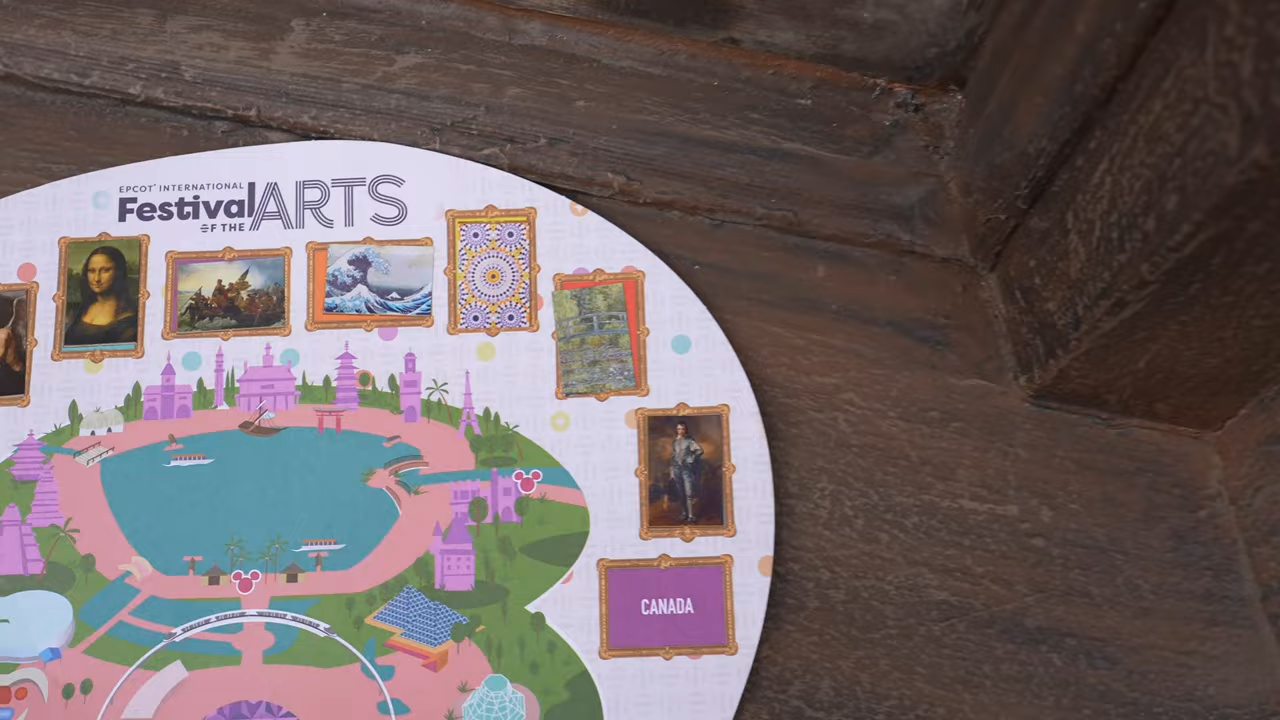 EPCOT® INTERNATIONAL
Festival
OF THE
ARTS
CANADA